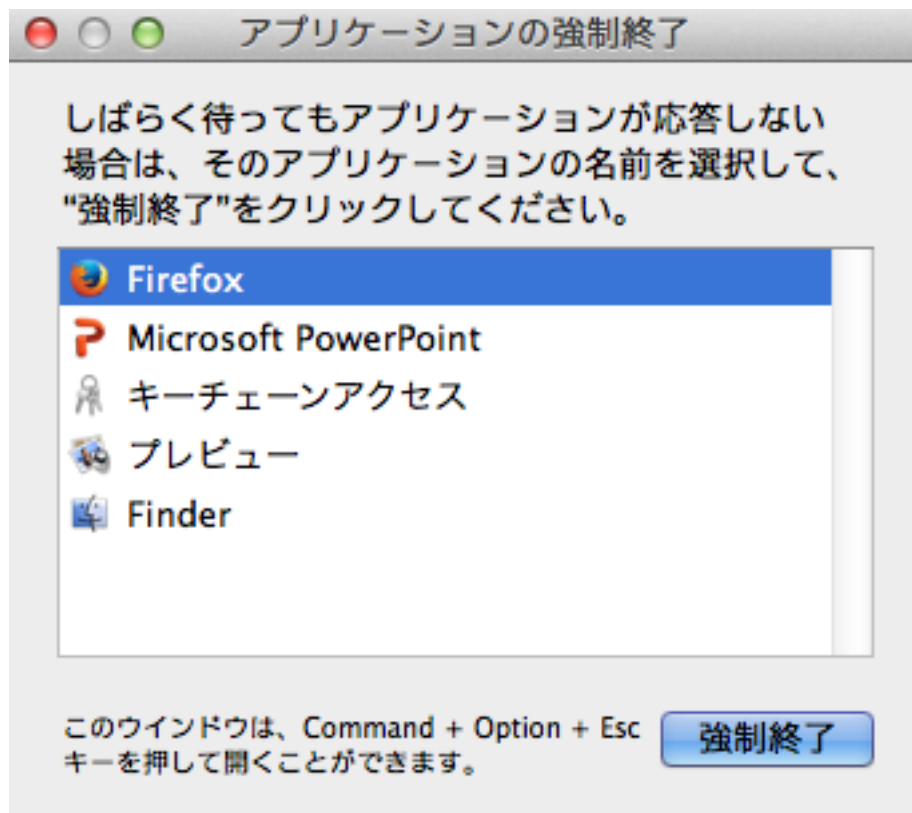 アプリケーションの強制終了
しばらく待ってもアプリケーションが応答しない
場合は、そのアプリケーションの名前を選択して、
“強制終了”をクリックしてください。
Firefox
Microsoft PowerPoint
キーチェーンアクセス
プレビュー
Finder
このウインドウは、Command + Option + Esc
キーを押して開くことができます。
強制終了